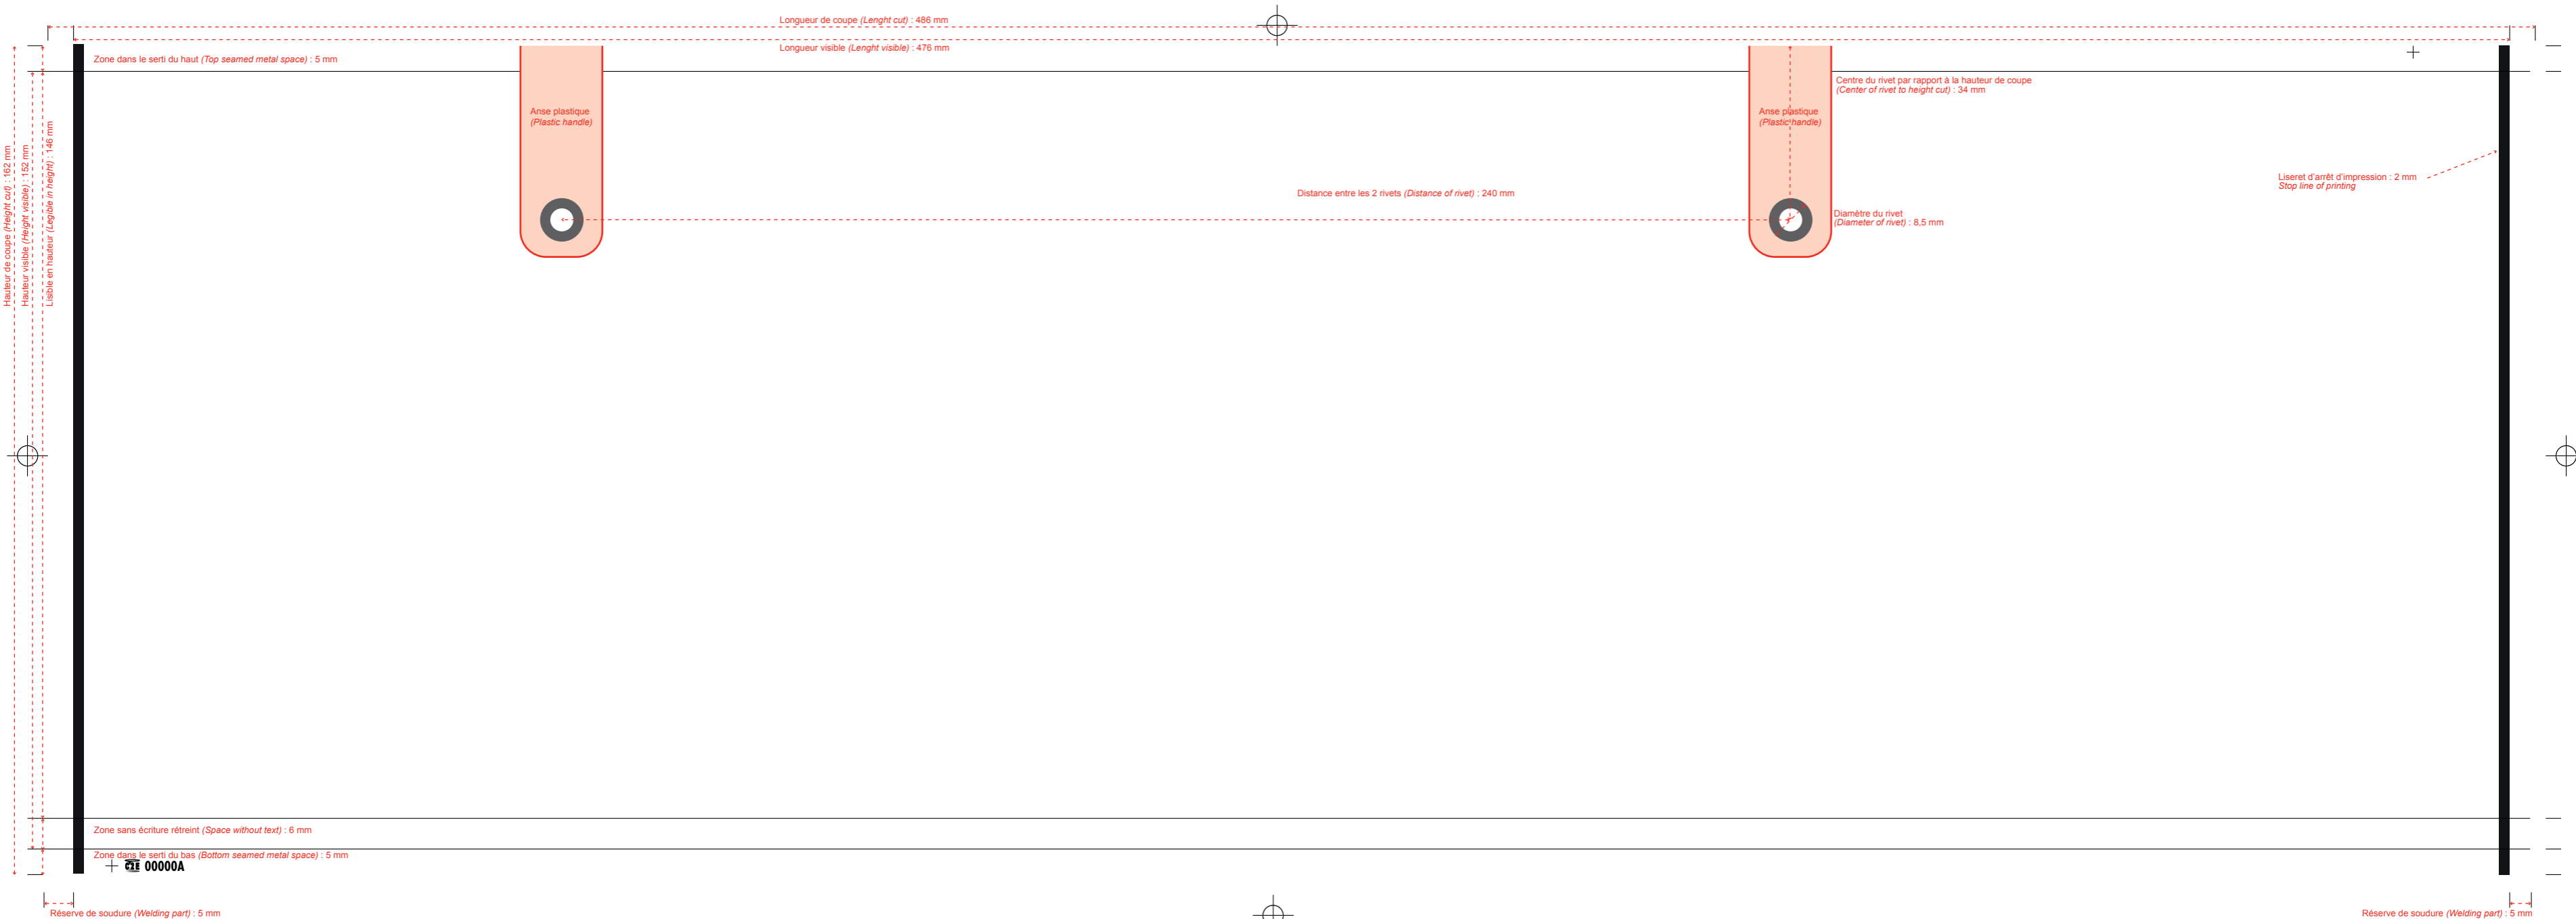 Longueur de coupe (Lenght cut) : 486 mm
Longueur visible (Lenght visible) : 476 mm
Zone dans le serti du haut (Top seamed metal space) : 5 mm
Anse plastique
(Plastic handle)
Anse plastique
(Plastic handle)
Centre du rivet par rapport à la hauteur de coupe
(Center of rivet to height cut) : 34 mm
Hauteur de coupe (Height cut) : 162 mm
Hauteur visible (Height visible) : 152 mm
Lisible en hauteur (Legible in height) : 146 mm
Liseret d'arrêt d'impression : 2 mm
Stop line of printing
Distance entre les 2 rivets (Distance of rivet) : 240 mm
Diamètre du rivet
(Diameter of rivet) : 8,5 mm
Zone sans écriture rétreint (Space without text) : 6 mm
Zone dans le serti du bas (Bottom seamed metal space) : 5 mm
C2E 00000A
Réserve de soudure (Welding part) : 5 mm
Réserve de soudure (Welding part) : 5 mm